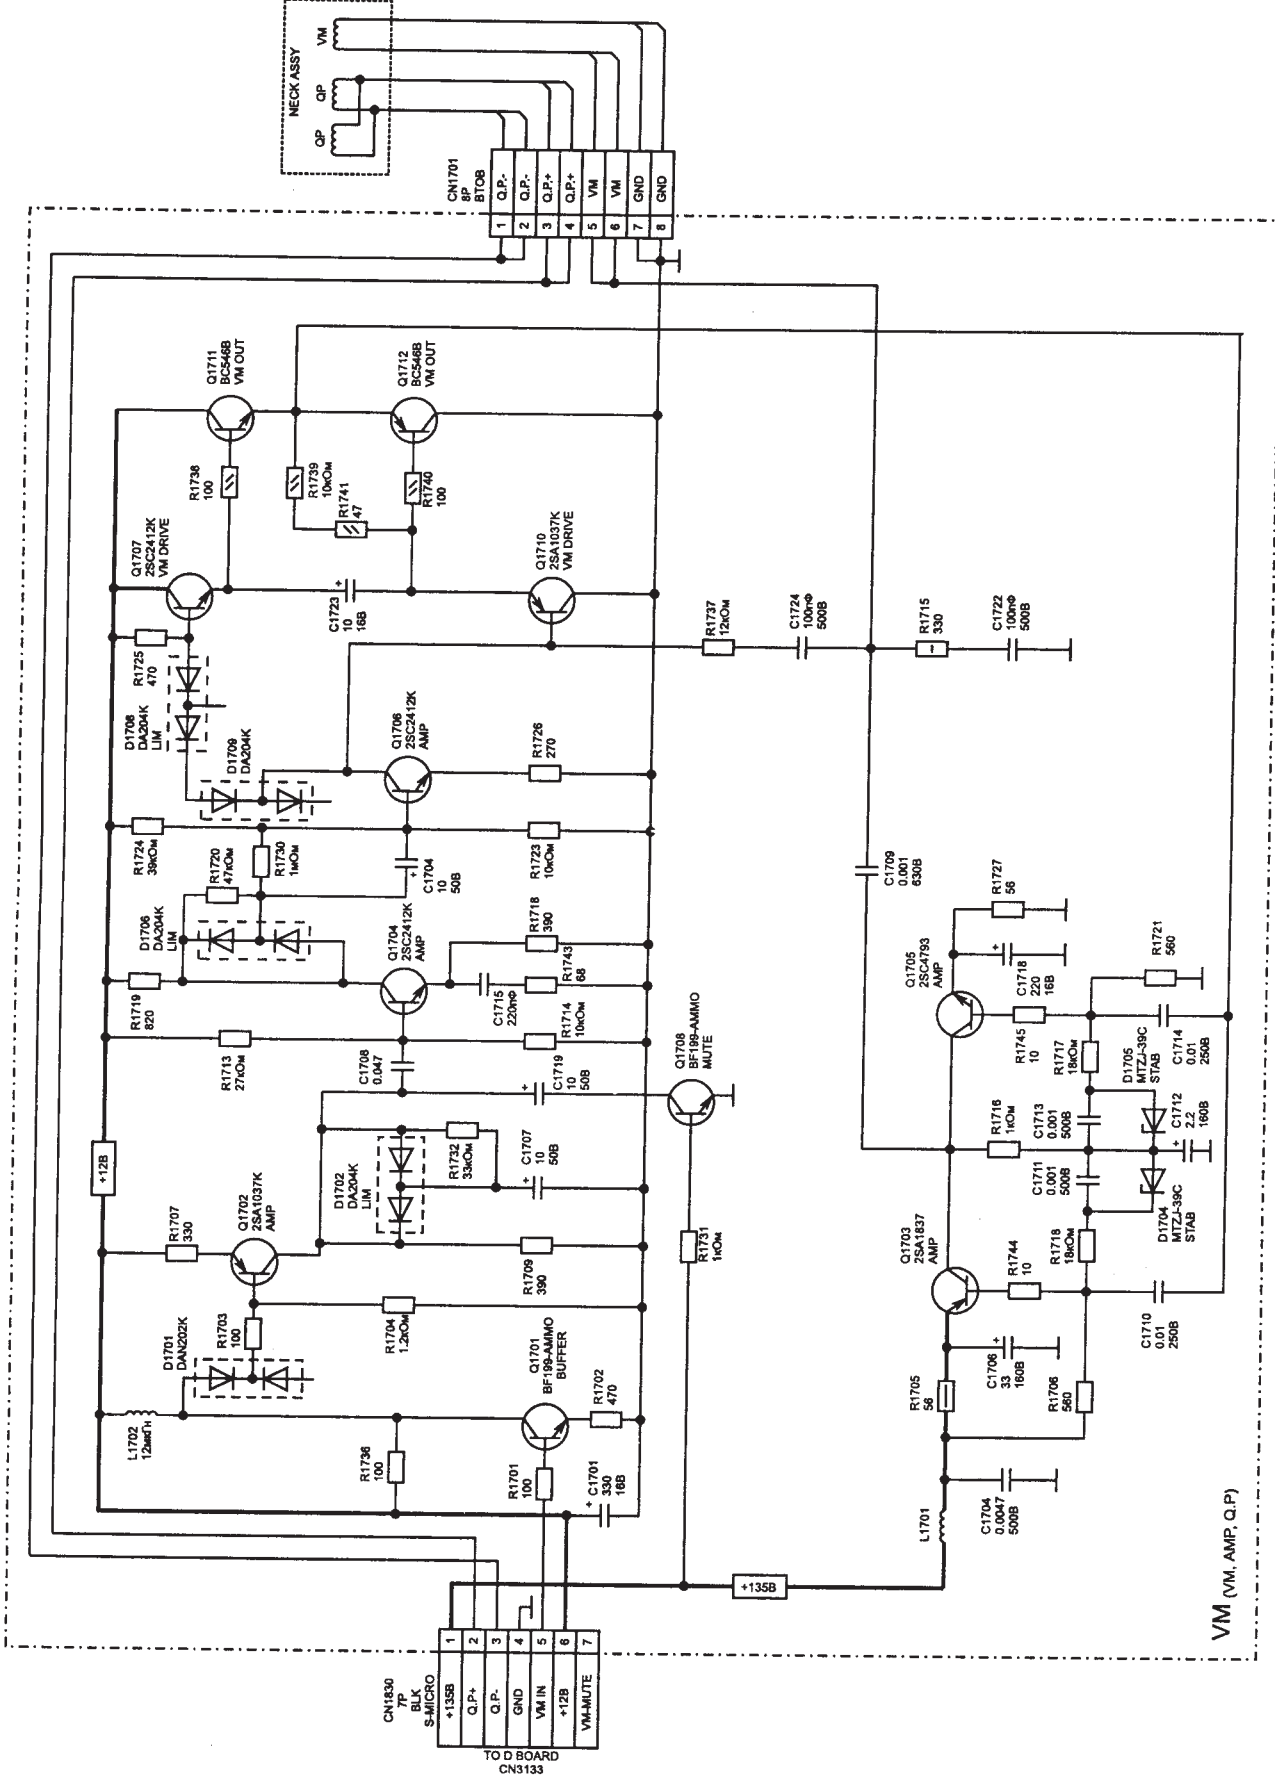 NECK ASSY
QP
QP
VM
CN1701
8P
BTOB
1 Q.P.-
2 Q.P.-
3 Q.P.+
4 Q.P.+
5 VM
6 VM
7 GND
8 GND
Q1711
BC546B
VM OUT
Q1712
BC546B
VM OUT
R1738
100
R1739
10кОм
R1741
47
R1740
100
Q1707
2SC2412K
VM DRIVE
C1723
10
16В
+
Q1710
2SA1037K
VM DRIVE
R1737
12кОм
C1724
100пФ
500В
R1715
330
C1722
100пФ
500В
R1725
470
D1708
DA204K
LIM
D1709
DA204K
Q1706
2SC2412K
AMP
R1726
270
R1724
39кОм
R1720
47кОм
R1730
1мОм
C1704
10
50В
+
R1723
10кОм
D1706
DA204K
LIM
Q1704
2SC2412K
AMP
R1718
390
R1743
68
C1715
220пФ
R1714
10кОм
R1719
820
R1713
27кОм
C1708
0.047
C1719
10
50В
+
Q1708
BF199-AMMO
MUTE
C1709
0.001
630В
R1727
56
Q1705
2SC4793
AMP
C1718
220
16В
+
R1721
560
R1745
10
R1717
18кОм
D1705
MTZJ-39C
STAB
C1714
0.01
250В
R1716
1кОм
C1713
0.001
500В
C1712
2.2
160В
+
C1711
0.001
500В
D1704
MTZJ-39C
STAB
+12В
R1707
330
Q1702
2SA1037K
AMP
D1702
DA204K
LIM
R1732
33кОм
C1707
10
50В
+
R1709
390
R1731
1кОм
Q1703
2SA1837
AMP
R1744
10
R1718
18кОм
C1710
0.01
250В
D1701
DAN202K
R1703
100
R1704
1.2кОм
Q1701
BF199-AMMO
BUFFER
R1702
470
R1705
56
C1706
33
160В
+
R1706
560
L1702
12мкГн
R1736
100
R1701
100
C1701
330
16В
+
L1701
C1704
0.0047
500В
+135В
CN1830
7P
BLK
S-MICRO
+135В 1
Q.P+ 2
Q.P- 3
GND 4
VM IN 5
+12В 6
VM-MUTE 7
TO D BOARD
CN3133
VM (VM, AMP, Q.P)